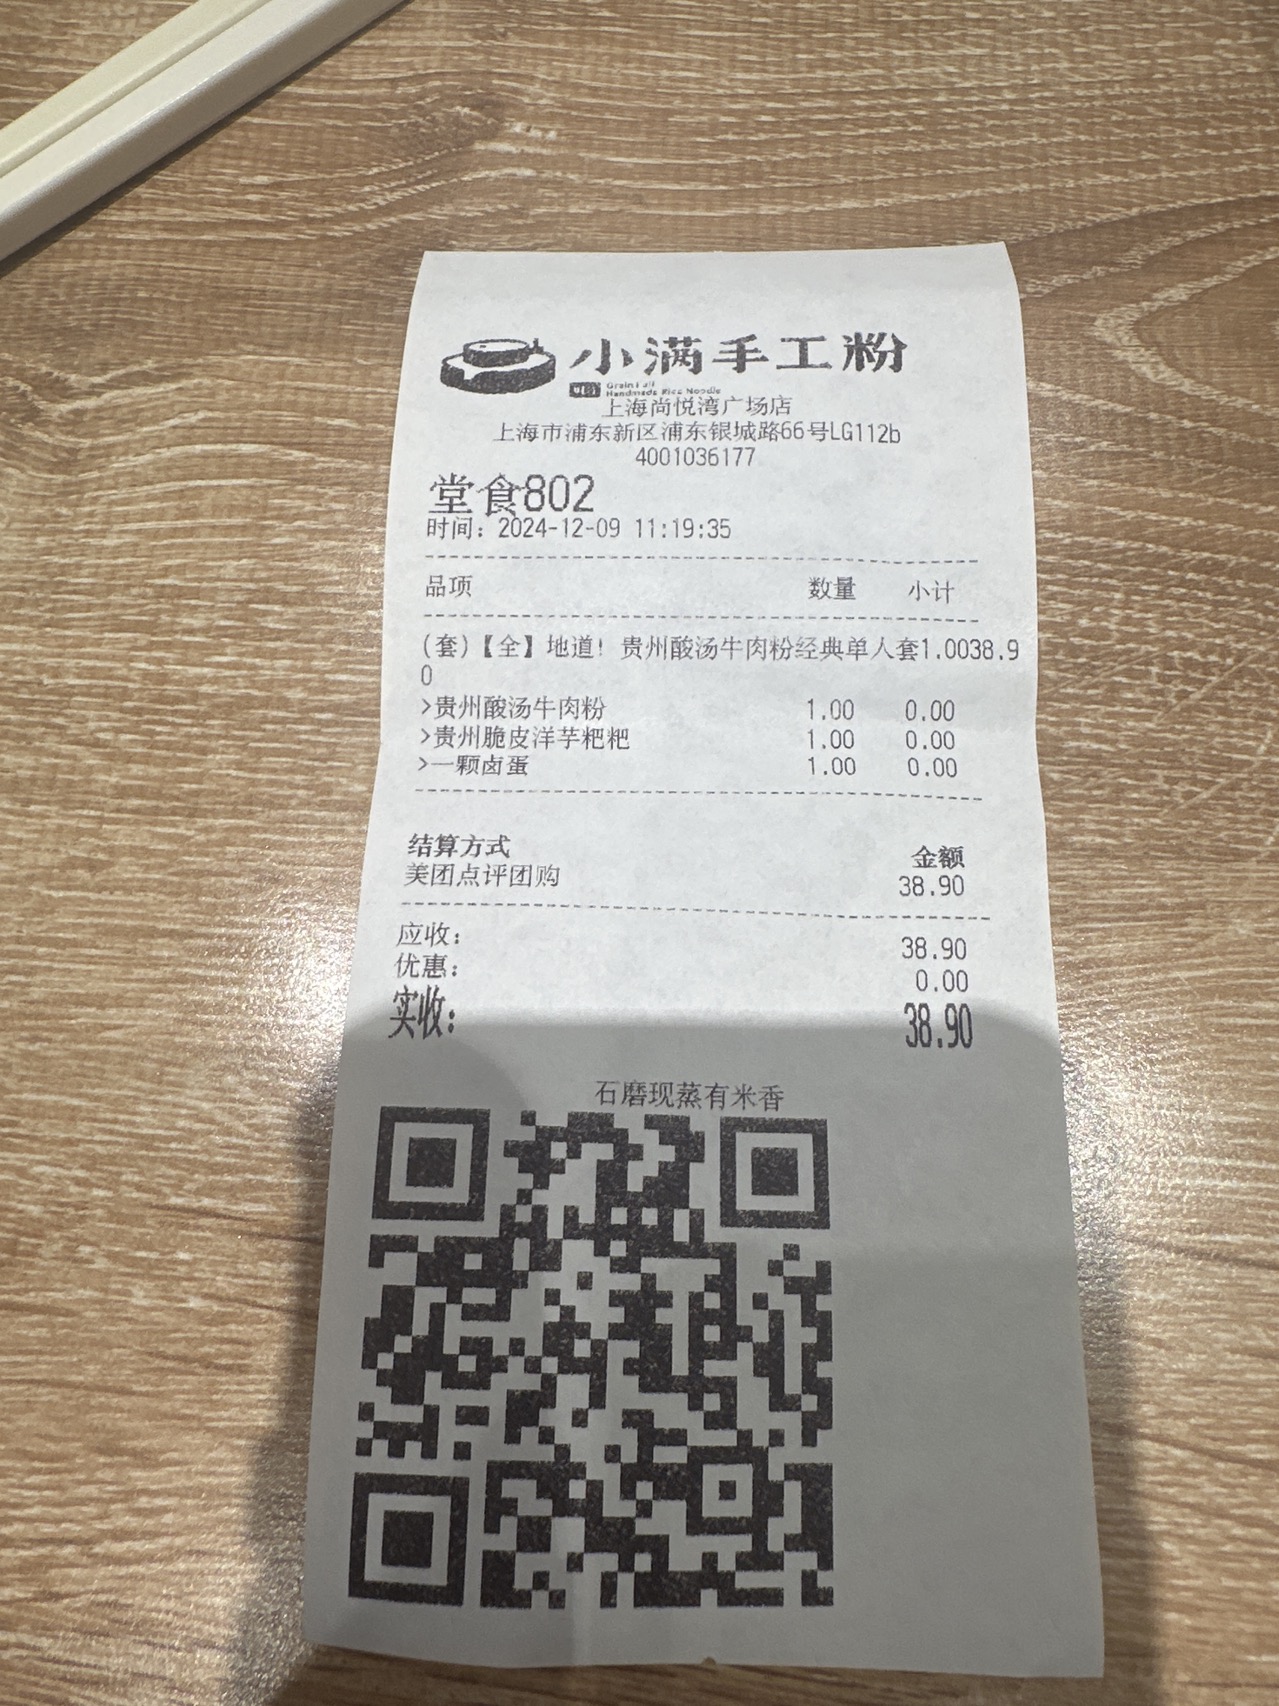 小满手工粉
Handmade Rice Noodle
上海尚悦湾广场店
上海市浦东新区浦东银城路66号LG112b
4001036177
堂食802
时间：2024-12-09 11:19:35
品项 数量 小计
(套)【全】地道！贵州酸汤牛肉粉经典单人套1.0038.9
0
>贵州酸汤牛肉粉 1.00 0.00
>贵州脆皮洋芋粑粑 1.00 0.00
>一颗卤蛋 1.00 0.00
结算方式 金额
美团点评团购 38.90
应收： 38.90
优惠： 0.00
实收： 38.90
石磨现蒸有米香